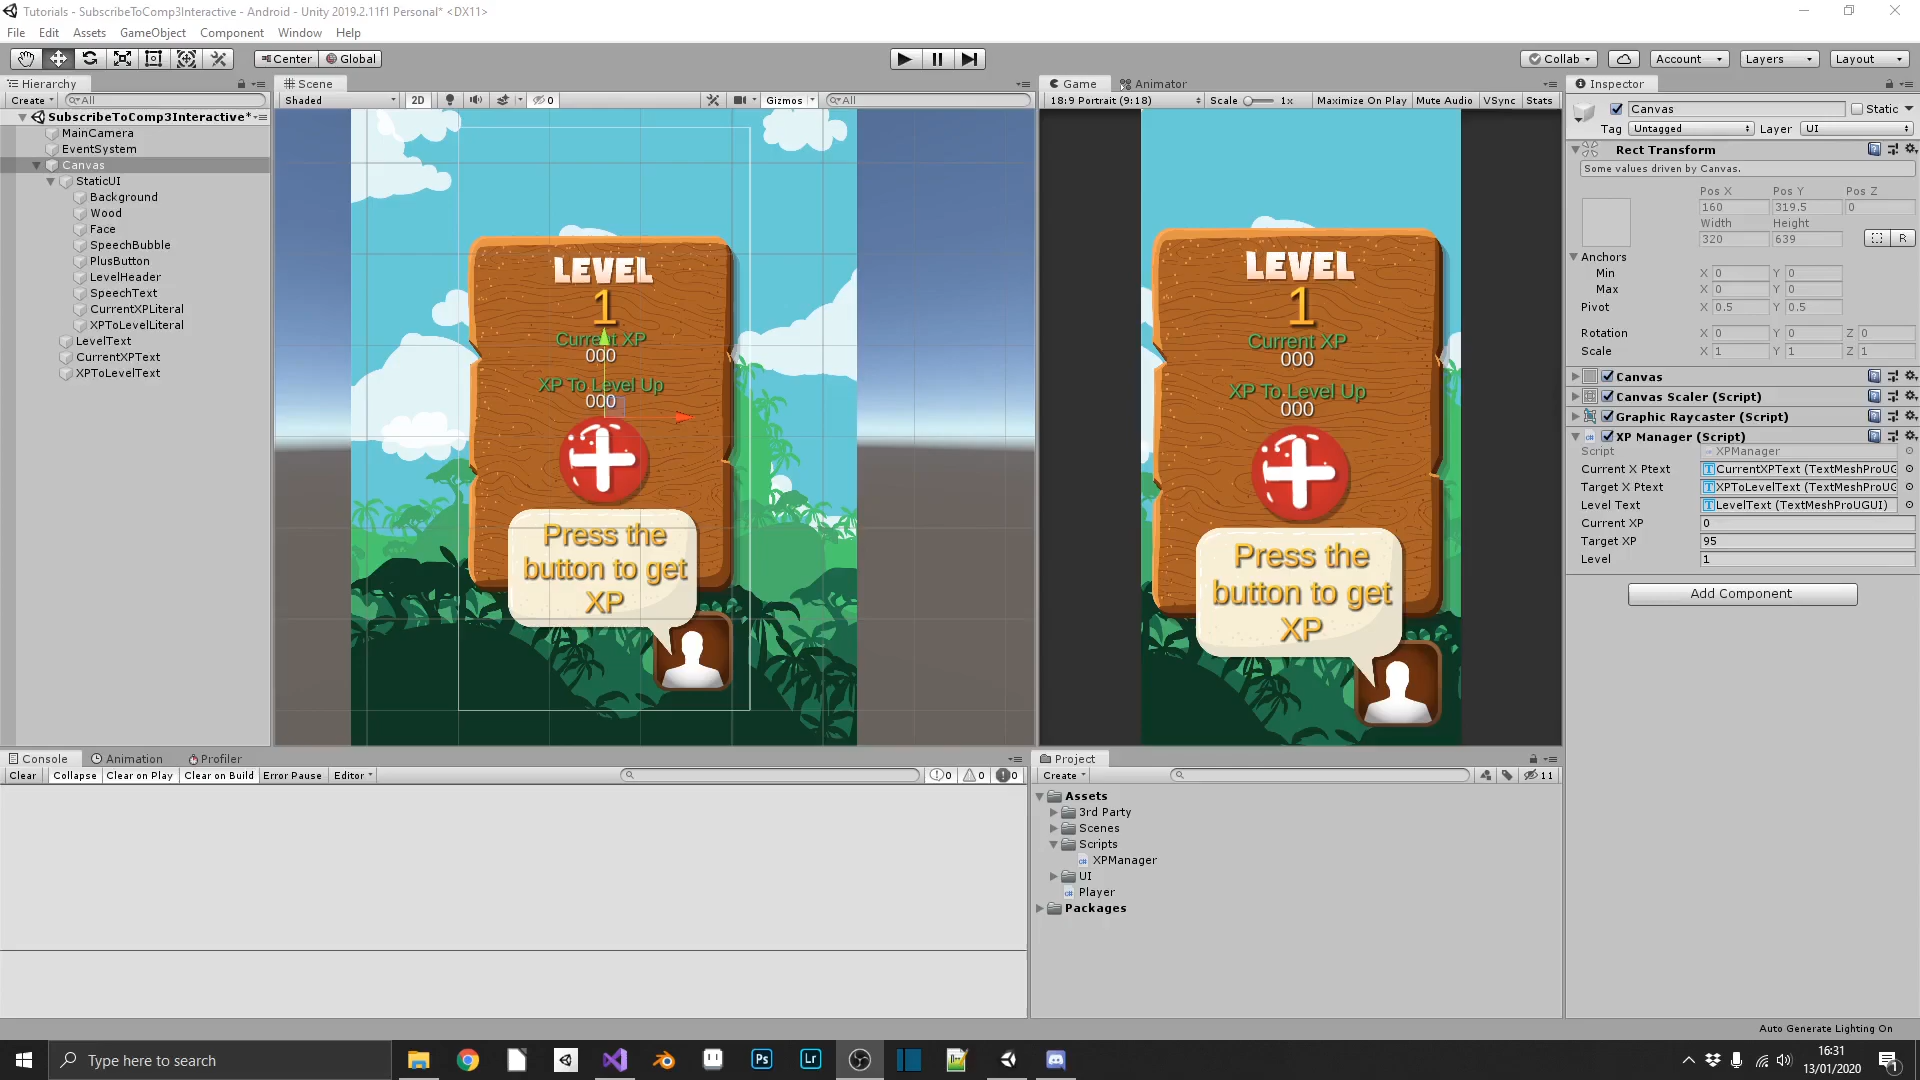 Tutorials - SubscribeToComp3Interactive - Android - Unity 2019.2.11f1 Personal* <DX11>
File Edit Assets GameObject Component Window Help
Center Global Collab Account Layers Layout
Hierarchy
Create All
SubscribeToComp3Interactive*
MainCamera
EventSystem
Canvas
StaticUI
Background
Wood
Face
SpeechBubble
PlusButton
LevelHeader
SpeechText
CurrentXPLiteral
XPToLevelLiteral
LevelText
CurrentXPText
XPToLevelText
Scene
Shaded 2D 0 Gizmos All
LEVEL
1
Current XP
000
XP To Level Up
000
Press the
button to get
XP
Game Animator
18:9 Portrait (9:18) Scale 1x Maximize On Play Mute Audio VSync Stats
LEVEL
1
Current XP
000
XP To Level Up
000
Press the
button to get
XP
Inspector
Canvas Static
Tag Untagged Layer UI
Rect Transform
Some values driven by Canvas.
Pos X Pos Y Pos Z
160 319.5 0
Width Height
320 639 R
Anchors
Min X 0 Y 0
Max X 0 Y 0
Pivot X 0.5 Y 0.5
Rotation X 0 Y 0 Z 0
Scale X 1 Y 1 Z 1
Canvas
Canvas Scaler (Script)
Graphic Raycaster (Script)
XP Manager (Script)
Script XPManager
Current X Ptext CurrentXPText (TextMeshProUG
Target X Ptext XPToLevelText (TextMeshProUG
Level Text LevelText (TextMeshProUGUI)
Current XP 0
Target XP 95
Level 1
Add Component
Console Animation Profiler
Clear Collapse Clear on Play Clear on Build Error Pause Editor 0 0 0
Project
Create 11
Assets
3rd Party
Scenes
Scripts
XPManager
UI
Player
Packages
Auto Generate Lighting On
Type here to search
Ps Lr
16:31
13/01/2020
1